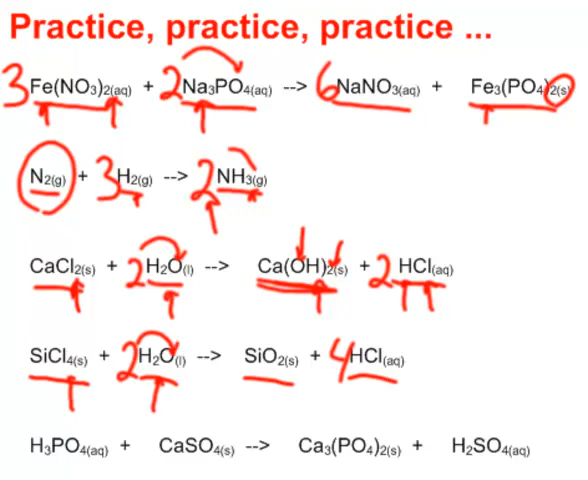 Practice, practice, practice ...
3 Fe(NO3)2(aq) + 2 Na3PO4(aq) --> 6 NaNO3(aq) + Fe3(PO4)2(s)
N2(g) + 3 H2(g) --> 2 NH3(g)
CaCl2(s) + 2 H2O(l) --> Ca(OH)2(s) + 2 HCl(aq)
SiCl4(s) + 2 H2O(l) --> SiO2(s) + 4 HCl(aq)
H3PO4(aq) + CaSO4(s) --> Ca3(PO4)2(s) + H2SO4(aq)